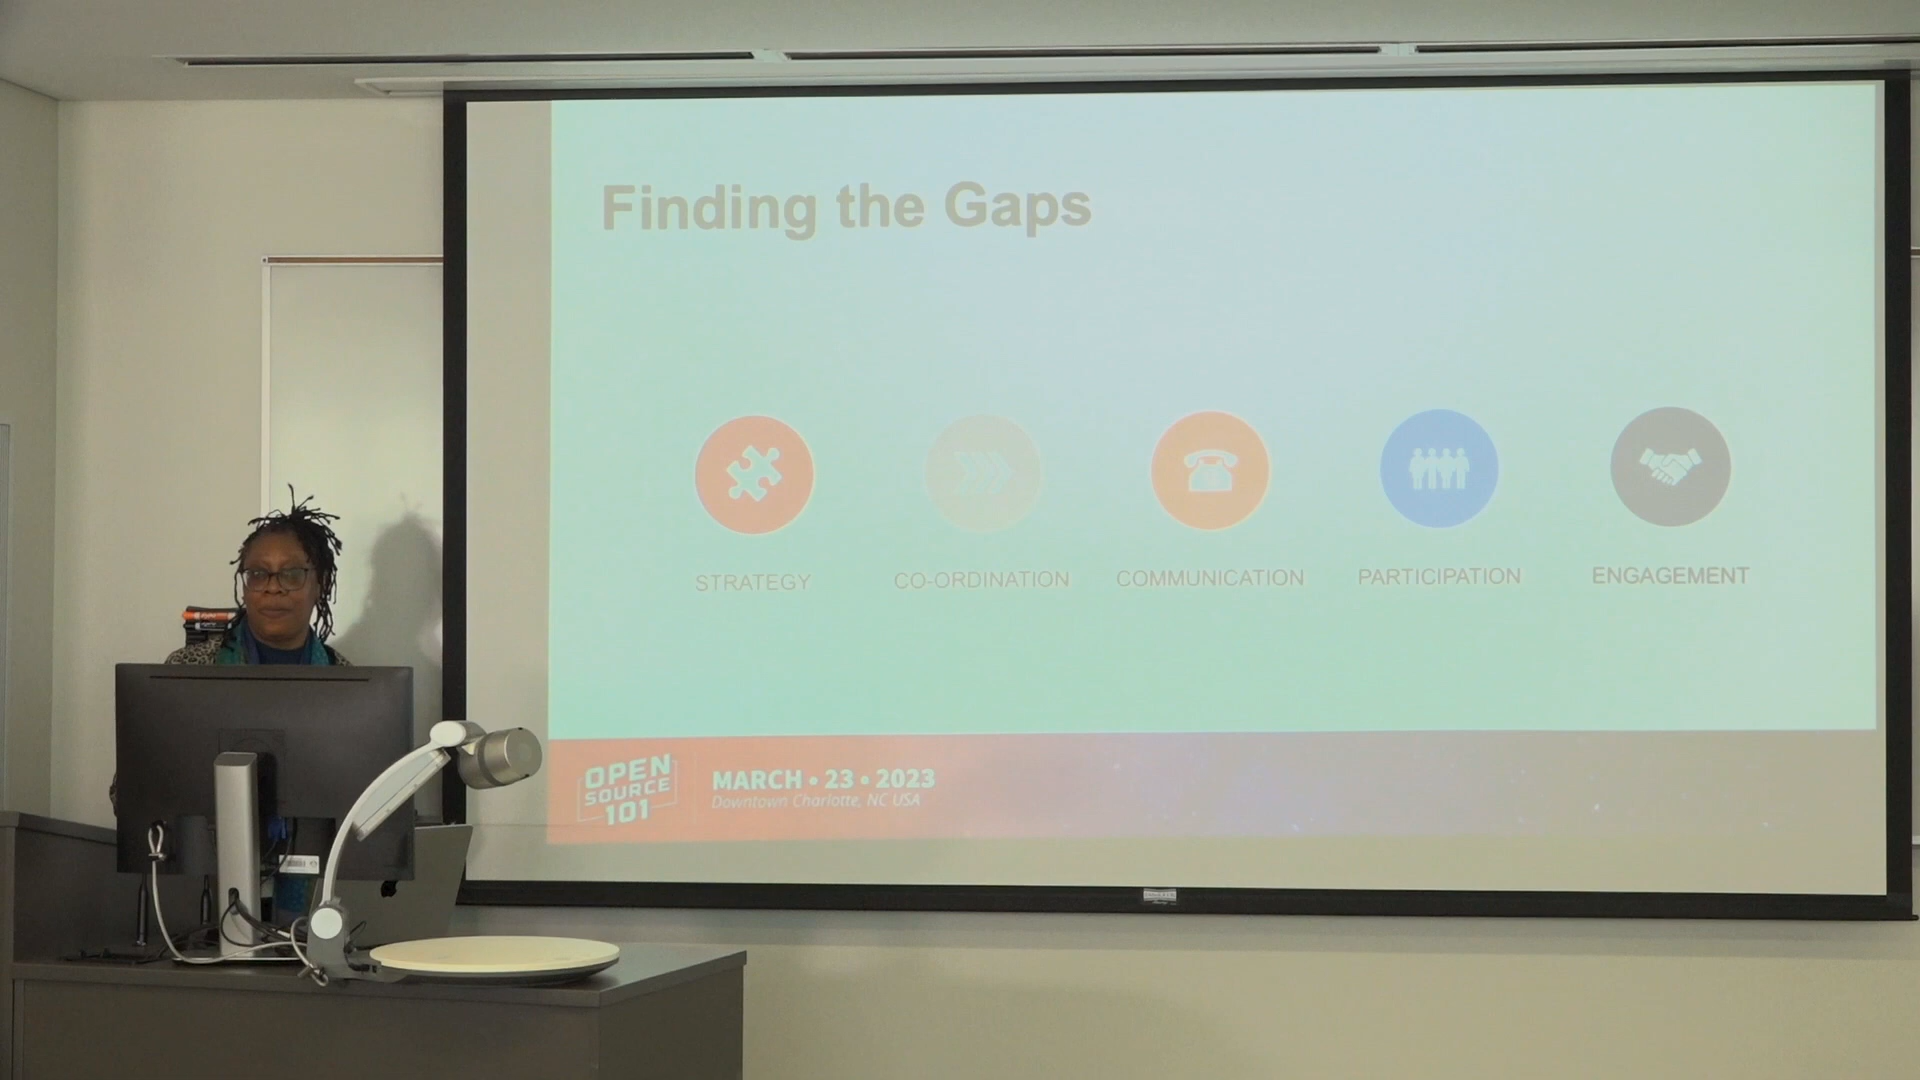 Finding the Gaps
STRATEGY
CO-ORDINATION
COMMUNICATION
PARTICIPATION
ENGAGEMENT
OPEN
SOURCE
101
MARCH • 23 • 2023
Downtown Charlotte, NC USA